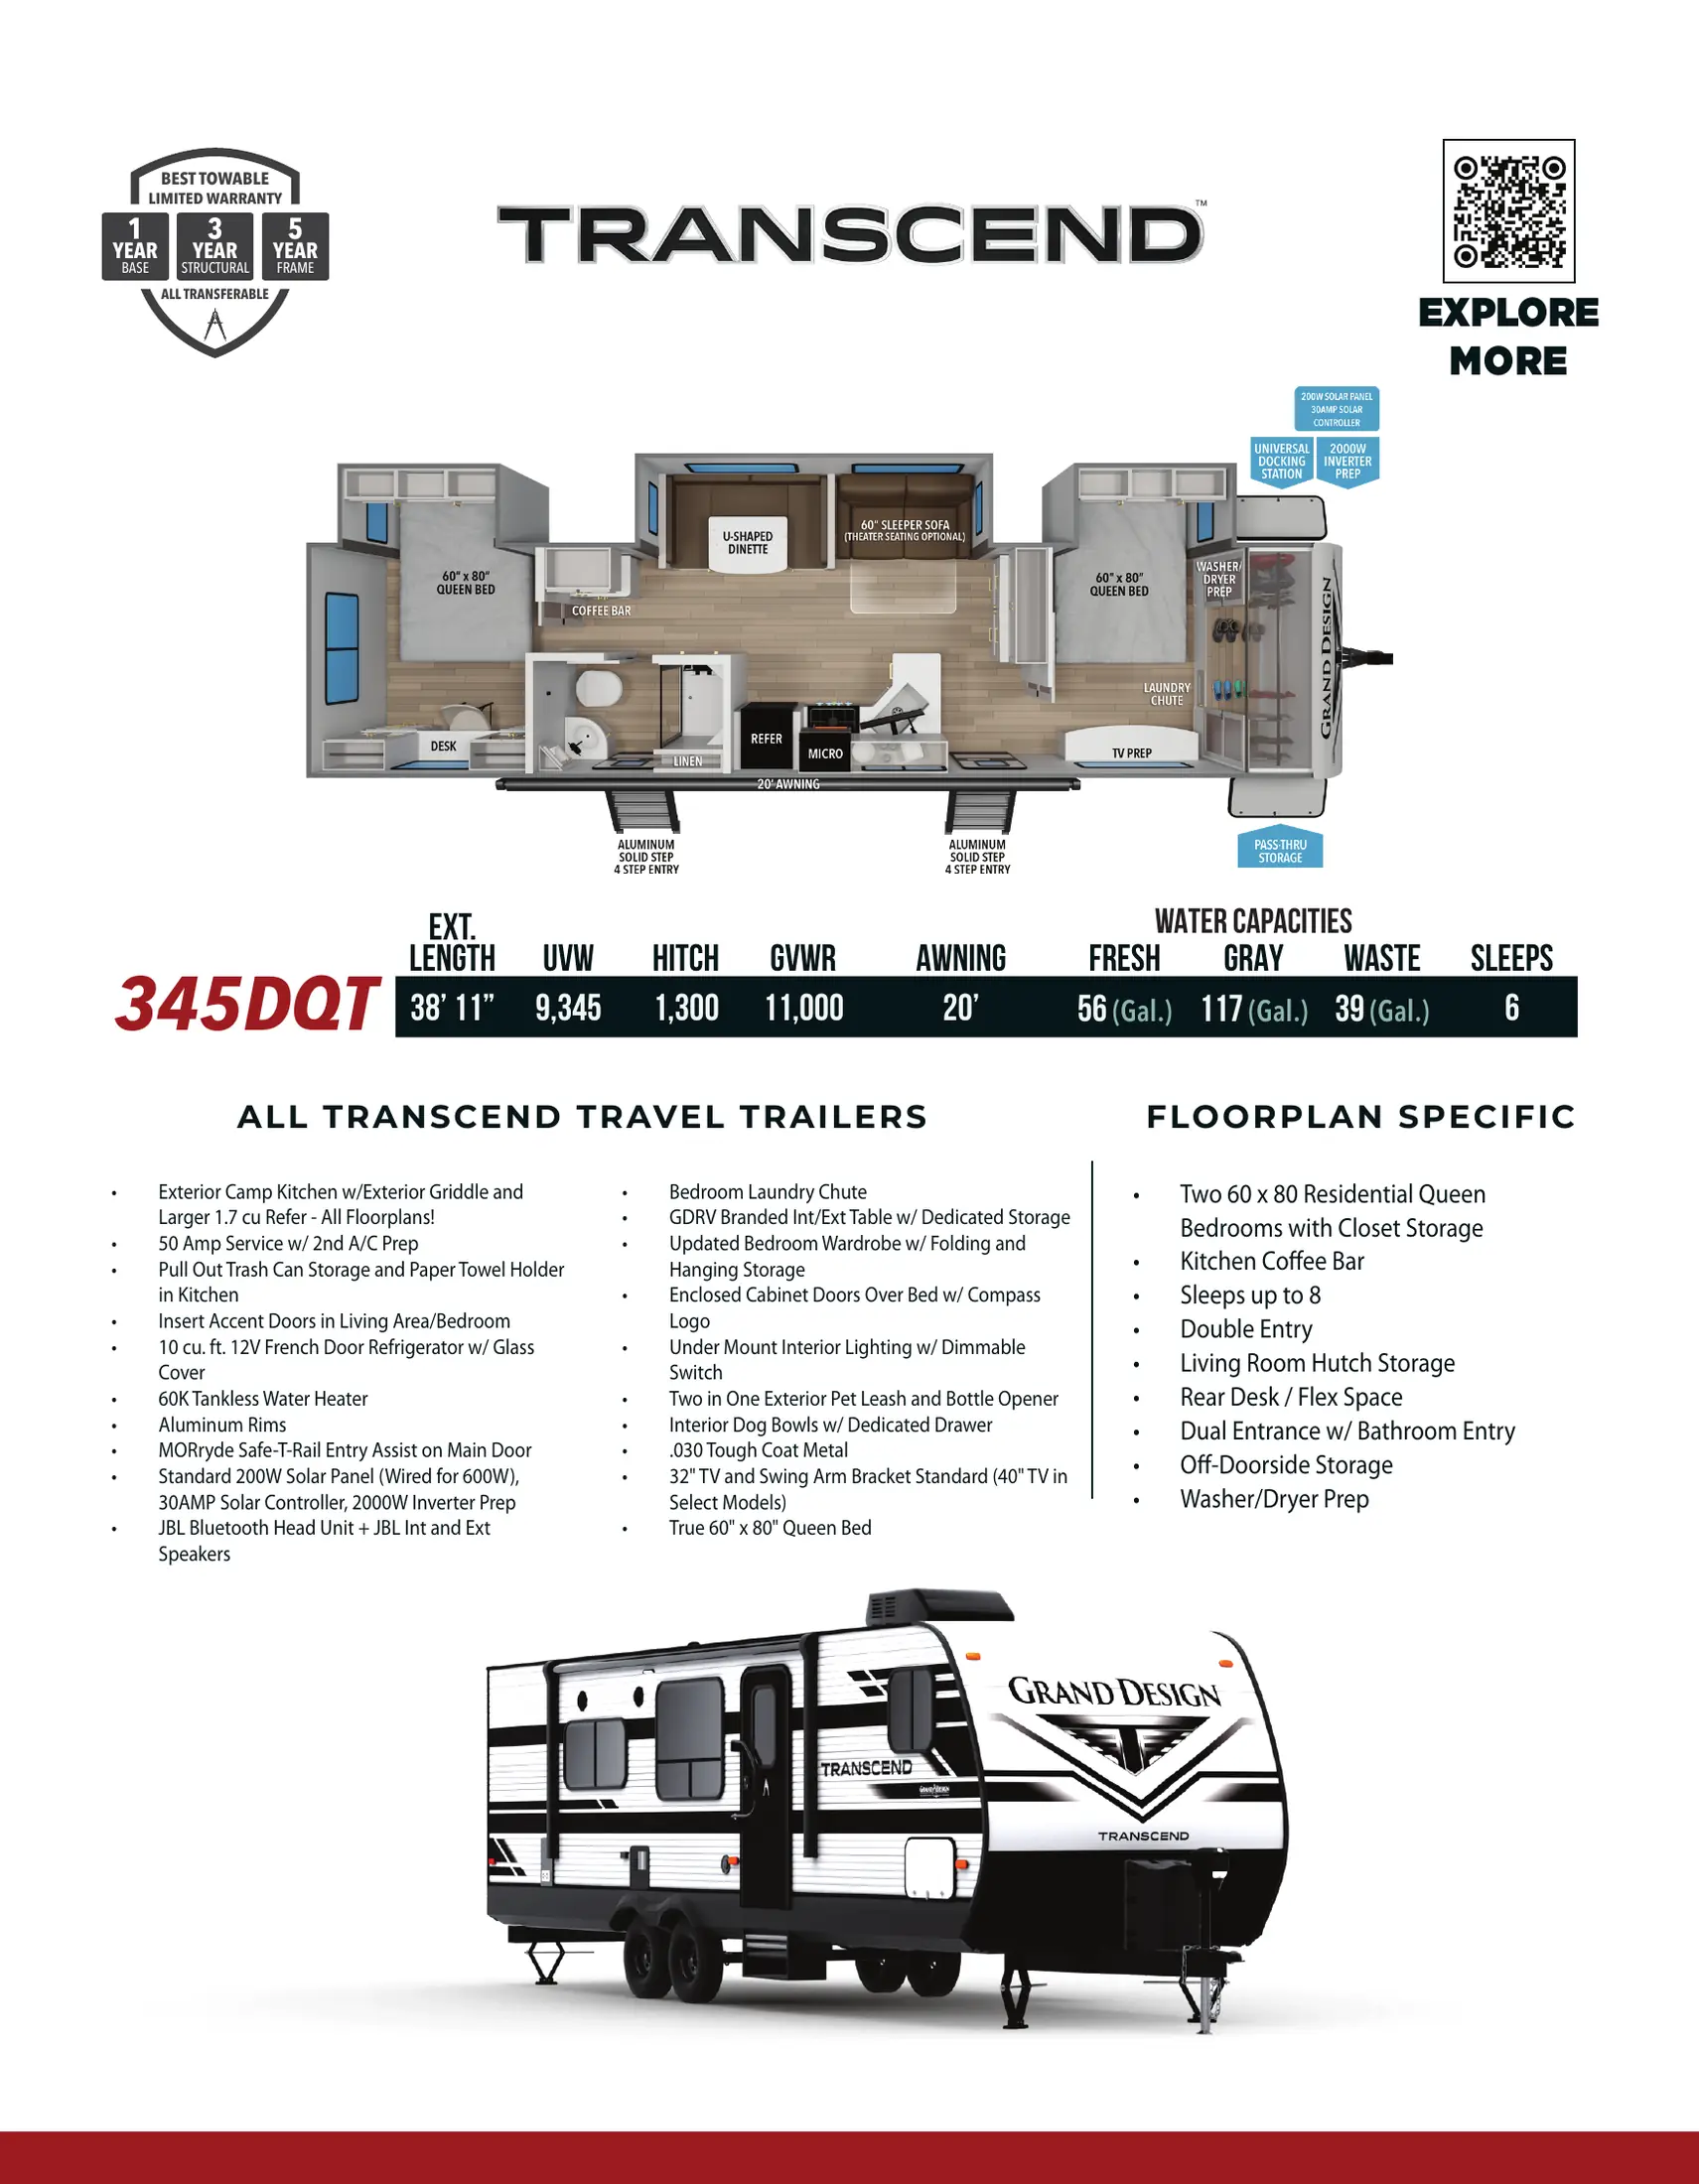 BEST TOWABLE
LIMITED WARRANTY
1 YEAR BASE
3 YEAR STRUCTURAL
5 YEAR FRAME
ALL TRANSFERABLE
TRANSCEND™
EXPLORE
MORE
200W SOLAR PANEL
30AMP SOLAR
CONTROLLER
UNIVERSAL
DOCKING
STATION
2000W
INVERTER
PREP
60" x 80"
QUEEN BED
COFFEE BAR
U-SHAPED
DINETTE
60" SLEEPER SOFA
(THEATER SEATING OPTIONAL)
60" x 80"
QUEEN BED
WASHER/
DRYER
PREP
GRAND DESIGN
LAUNDRY
CHUTE
DESK
LINEN
REFER
MICRO
TV PREP
20' AWNING
ALUMINUM
SOLID STEP
4 STEP ENTRY
ALUMINUM
SOLID STEP
4 STEP ENTRY
PASS-THRU
STORAGE
WATER CAPACITIES
EXT.
LENGTH UVW HITCH GVWR AWNING FRESH GRAY WASTE SLEEPS
345DQT 38’ 11” 9,345 1,300 11,000 20’ 56 (Gal.) 117 (Gal.) 39 (Gal.) 6
ALL TRANSCEND TRAVEL TRAILERS
• Exterior Camp Kitchen w/Exterior Griddle and
Larger 1.7 cu Refer - All Floorplans!
• 50 Amp Service w/ 2nd A/C Prep
• Pull Out Trash Can Storage and Paper Towel Holder
in Kitchen
• Insert Accent Doors in Living Area/Bedroom
• 10 cu. ft. 12V French Door Refrigerator w/ Glass
Cover
• 60K Tankless Water Heater
• Aluminum Rims
• MORryde Safe-T-Rail Entry Assist on Main Door
• Standard 200W Solar Panel (Wired for 600W),
30AMP Solar Controller, 2000W Inverter Prep
• JBL Bluetooth Head Unit + JBL Int and Ext
Speakers
• Bedroom Laundry Chute
• GDRV Branded Int/Ext Table w/ Dedicated Storage
• Updated Bedroom Wardrobe w/ Folding and
Hanging Storage
• Enclosed Cabinet Doors Over Bed w/ Compass
Logo
• Under Mount Interior Lighting w/ Dimmable
Switch
• Two in One Exterior Pet Leash and Bottle Opener
• Interior Dog Bowls w/ Dedicated Drawer
• .030 Tough Coat Metal
• 32" TV and Swing Arm Bracket Standard (40" TV in
Select Models)
• True 60" x 80" Queen Bed
FLOORPLAN SPECIFIC
• Two 60 x 80 Residential Queen
Bedrooms with Closet Storage
• Kitchen Coffee Bar
• Sleeps up to 8
• Double Entry
• Living Room Hutch Storage
• Rear Desk / Flex Space
• Dual Entrance w/ Bathroom Entry
• Off-Doorside Storage
• Washer/Dryer Prep
GRAND DESIGN
TRANSCEND
GRAND DESIGN
TRANSCEND